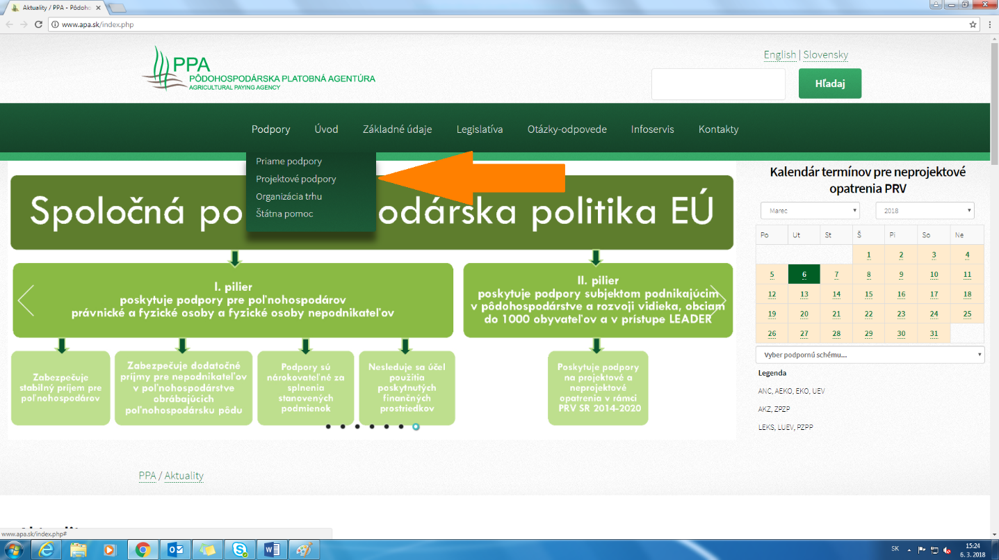 Aktuality / PPA - Pôdoho
www.apa.sk/index.php
PPA
PÔDOHOSPODÁRSKA PLATOBNÁ AGENTÚRA
AGRICULTURAL PAYING AGENCY
English | Slovensky
Hľadaj
Podpory Úvod Základné údaje Legislatíva Otázky-odpovede Infoservis Kontakty
Priame podpory
Projektové podpory
Organizácia trhu
Štátna pomoc
Spoločná po odárska politika EÚ
I. pilier
poskytuje podpory pre poľnohospodárov
právnické a fyzické osoby a fyzické osoby nepodnikateľov
II. pilier
poskytuje podpory subjektom podnikajúcim
v pôdohospodárstve a rozvoji vidieka, obciam
do 1000 obyvateľov a v prístupe LEADER
Zabezpečuje
stabilný príjem pre
poľnohospodárov
Zabezpečuje dodatočné
príjmy pre nepodnikateľov
v poľnohospodárstve
obrábajúcich
poľnohospodársku pôdu
Podpory sú
nárokovateľné za
splnenia
stanovených
podmienok
Nesleduje sa účel
použitia
poskytnutých
finančných
prostriedkov
Poskytuje podpory
na projektové a
neprojektové
opatrenia v rámci
PRV SR 2014-2020
Kalendár termínov pre neprojektové
opatrenia PRV
Marec 2018
Po Ut St Š Pi So Ne
1 2 3 4
5 6 7 8 9 10 11
12 13 14 15 16 17 18
19 20 21 22 23 24 25
26 27 28 29 30 31
Vyber podpornú schému...
Legenda
ANC, AEKO, EKO, UEV
AKZ, ZPZP
LEKS, LUEV, PZPP
PPA / Aktuality
www.apa.sk/index.php#
SK
15:24
6. 3. 2018